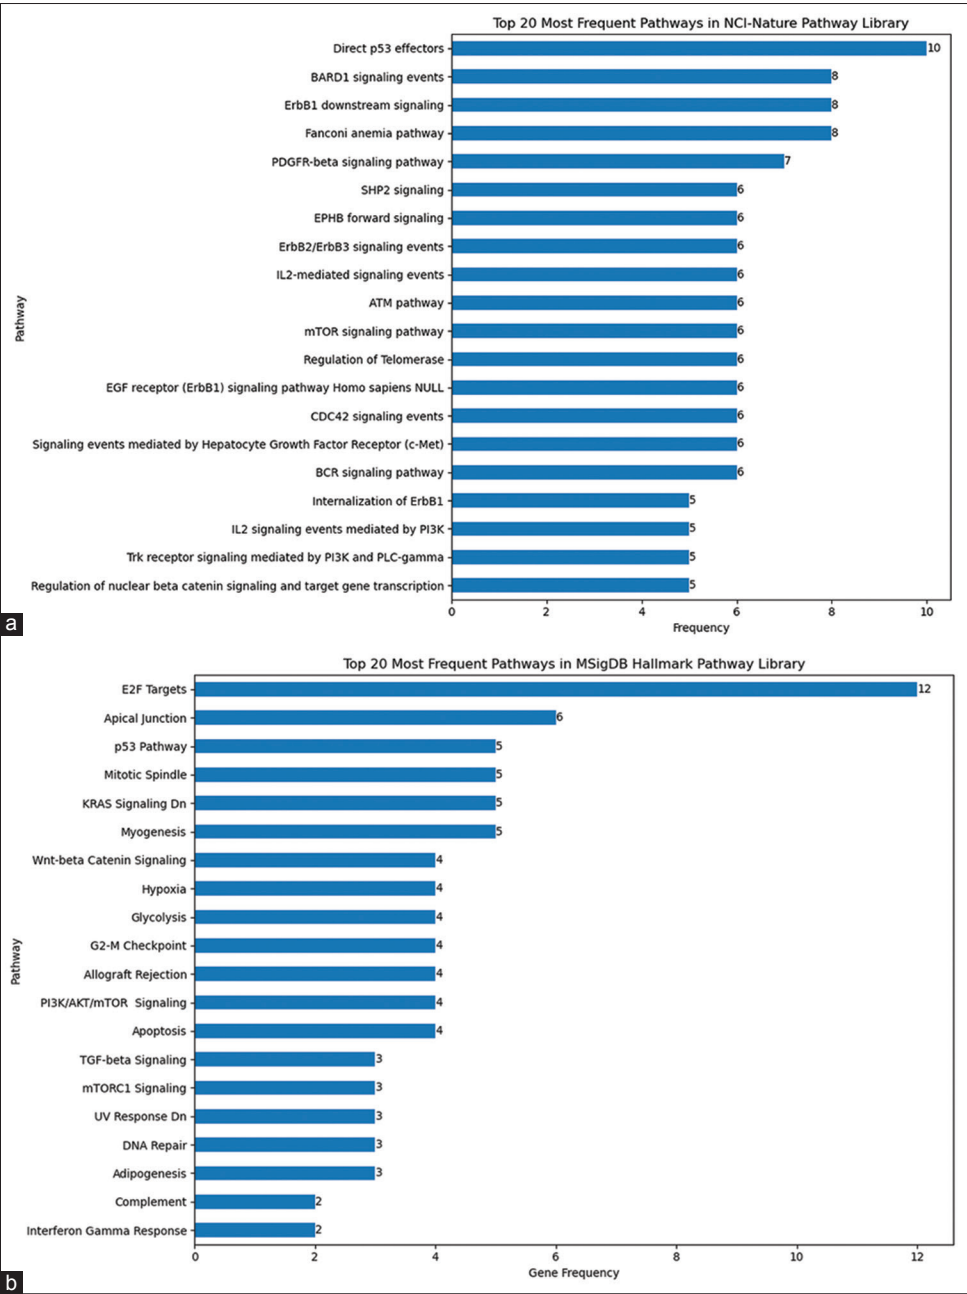 Top 20 Most Frequent Pathways in NCI-Nature Pathway Library
Pathway
Direct p53 effectors 10
BARD1 signaling events 8
ErbB1 downstream signaling 8
Fanconi anemia pathway 8
PDGFR-beta signaling pathway 7
SHP2 signaling 6
EPHB forward signaling 6
ErbB2/ErbB3 signaling events 6
IL2-mediated signaling events 6
ATM pathway 6
mTOR signaling pathway 6
Regulation of Telomerase 6
EGF receptor (ErbB1) signaling pathway Homo sapiens NULL 6
CDC42 signaling events 6
Signaling events mediated by Hepatocyte Growth Factor Receptor (c-Met) 6
BCR signaling pathway 6
Internalization of ErbB1 5
IL2 signaling events mediated by PI3K 5
Trk receptor signaling mediated by PI3K and PLC-gamma 5
Regulation of nuclear beta catenin signaling and target gene transcription 5
0 2 4 6 8 10
Frequency
a
Top 20 Most Frequent Pathways in MSigDB Hallmark Pathway Library
Pathway
E2F Targets 12
Apical Junction 6
p53 Pathway 5
Mitotic Spindle 5
KRAS Signaling Dn 5
Myogenesis 5
Wnt-beta Catenin Signaling 4
Hypoxia 4
Glycolysis 4
G2-M Checkpoint 4
Allograft Rejection 4
PI3K/AKT/mTOR  Signaling 4
Apoptosis 4
TGF-beta Signaling 3
mTORC1 Signaling 3
UV Response Dn 3
DNA Repair 3
Adipogenesis 3
Complement 2
Interferon Gamma Response 2
0 2 4 6 8 10 12
Gene Frequency
b